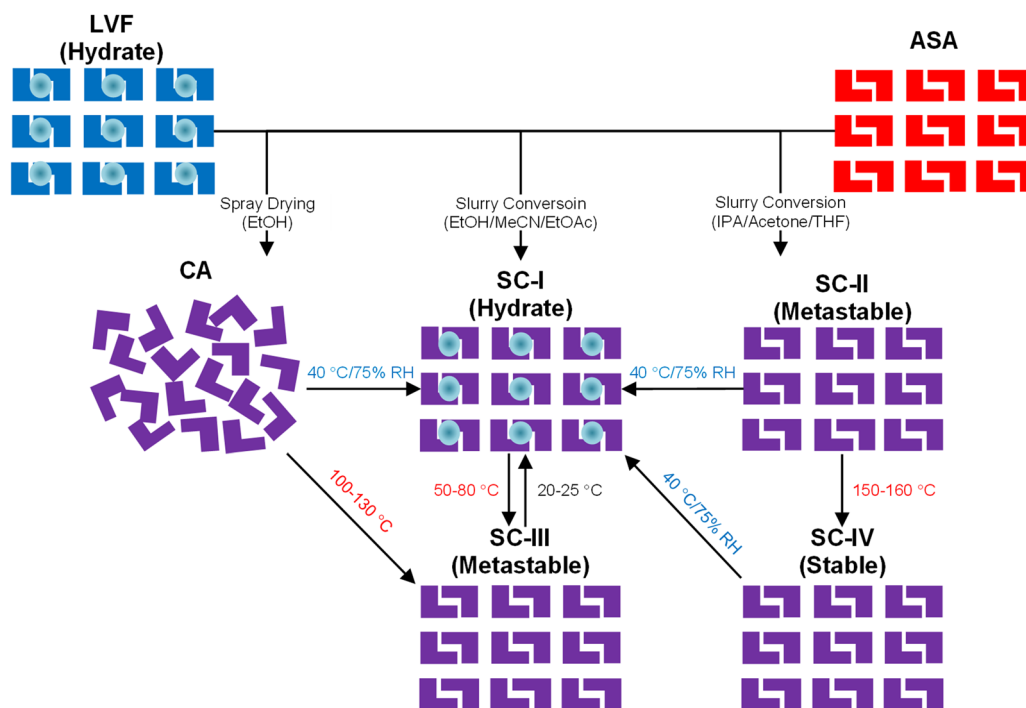 LVF
(Hydrate)
ASA
Spray Drying
(EtOH)
Slurry Conversoin
(EtOH/MeCN/EtOAc)
Slurry Conversion
(IPA/Acetone/THF)
CA
SC-I
(Hydrate)
SC-II
(Metastable)
40 °C/75% RH
40 °C/75% RH
100-130 °C
50-80 °C
20-25 °C
40 °C/75% RH
150-160 °C
SC-III
(Metastable)
SC-IV
(Stable)